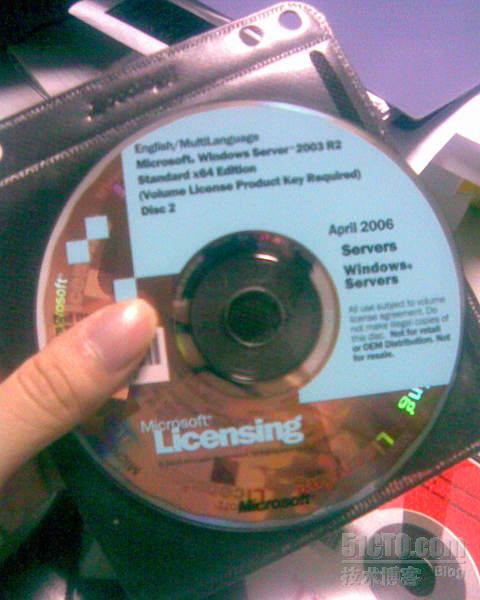 English/MultiLanguage
Microsoft® Windows Server™ 2003 R2
Standard x64 Edition
(Volume License Product Key Required)
Disc 2
April 2006
Servers
Windows®
Servers
All use subject to volume
license agreement. Do
not make illegal copies of
this disc. Not for retail
or OEM Distribution. Not
for resale.
Microsoft®
Microsoft®
Licensing
Microsoft®
51CTO.com
技术博客 Blog